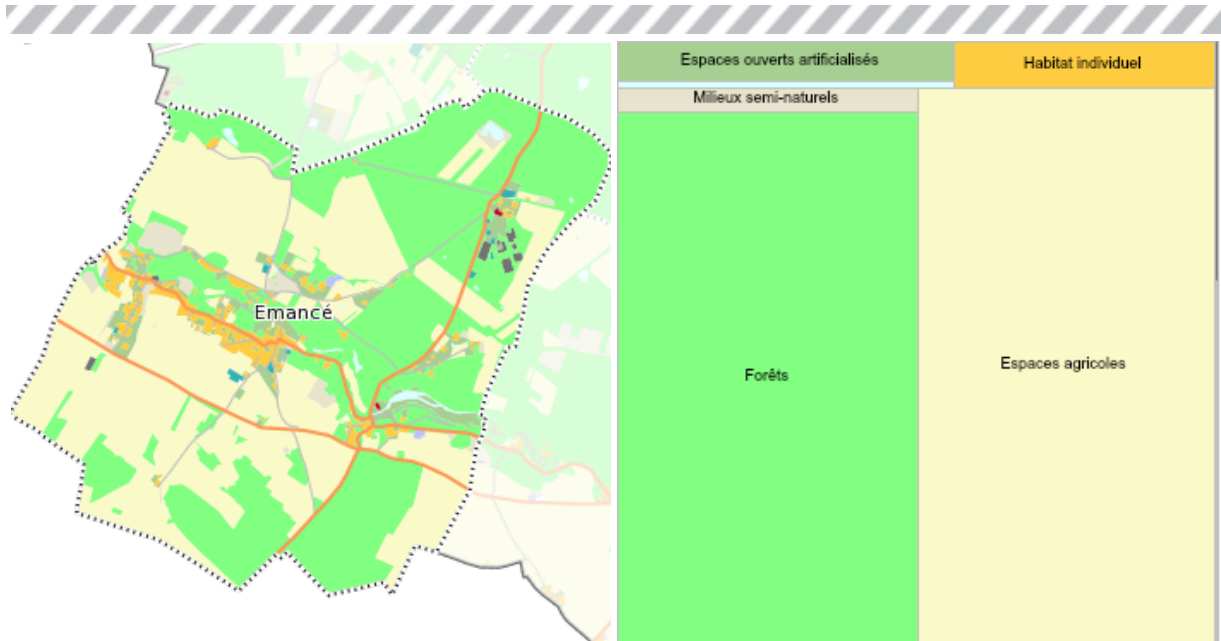 Emancé
Espaces ouverts artificialisés
Habitat individuel
Milieux semi-naturels
Forêts
Espaces agricoles